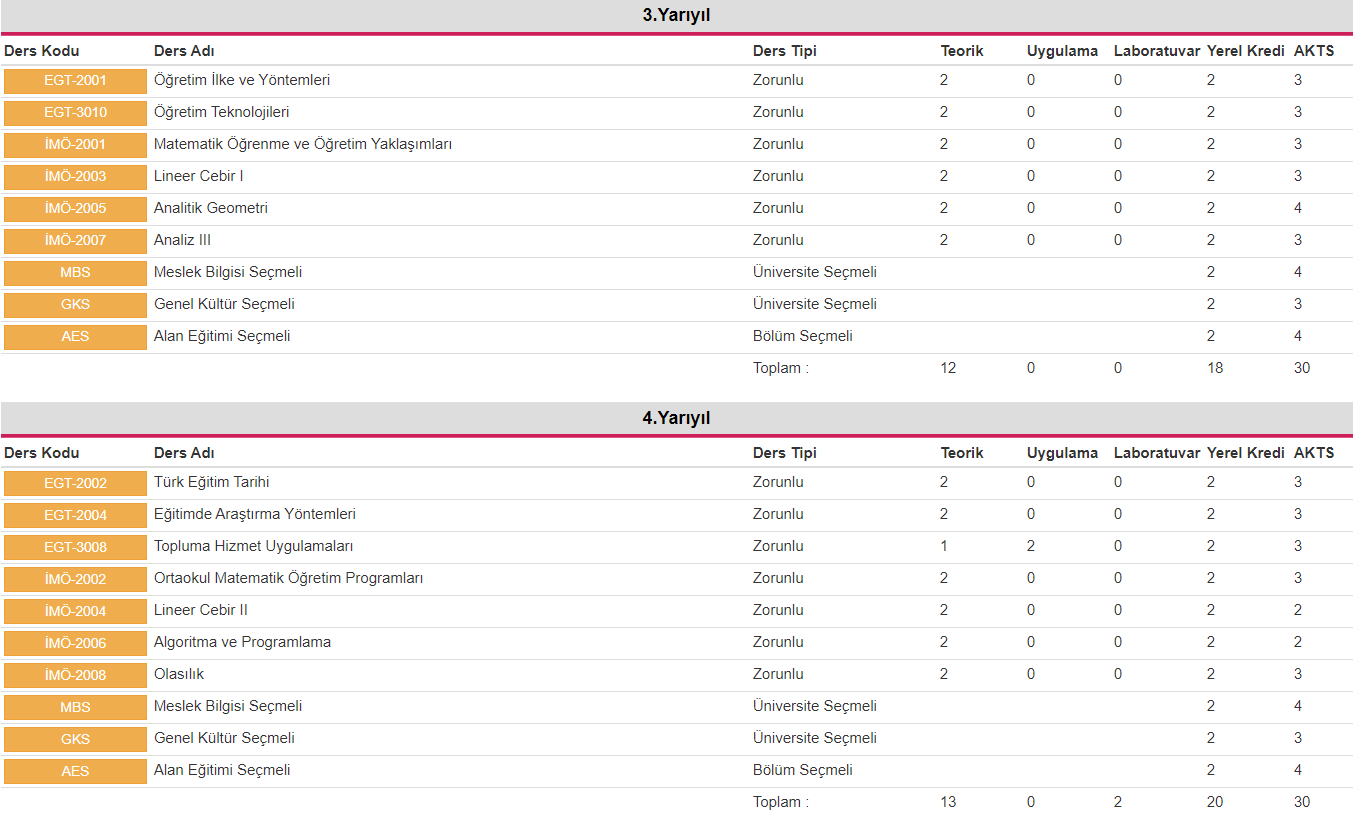 3.Yarıyıl
Ders Kodu Ders Adı Ders Tipi Teorik Uygulama Laboratuvar Yerel Kredi AKTS
EGT-2001 Öğretim İlke ve Yöntemleri Zorunlu 2 0 0 2 3
EGT-3010 Öğretim Teknolojileri Zorunlu 2 0 0 2 3
İMÖ-2001 Matematik Öğrenme ve Öğretim Yaklaşımları Zorunlu 2 0 0 2 3
İMÖ-2003 Lineer Cebir I Zorunlu 2 0 0 2 3
İMÖ-2005 Analitik Geometri Zorunlu 2 0 0 2 4
İMÖ-2007 Analiz III Zorunlu 2 0 0 2 3
MBS Meslek Bilgisi Seçmeli Üniversite Seçmeli 2 4
GKS Genel Kültür Seçmeli Üniversite Seçmeli 2 3
AES Alan Eğitimi Seçmeli Bölüm Seçmeli 2 4
Toplam : 12 0 0 18 30
4.Yarıyıl
Ders Kodu Ders Adı Ders Tipi Teorik Uygulama Laboratuvar Yerel Kredi AKTS
EGT-2002 Türk Eğitim Tarihi Zorunlu 2 0 0 2 3
EGT-2004 Eğitimde Araştırma Yöntemleri Zorunlu 2 0 0 2 3
EGT-3008 Topluma Hizmet Uygulamaları Zorunlu 1 2 0 2 3
İMÖ-2002 Ortaokul Matematik Öğretim Programları Zorunlu 2 0 0 2 3
İMÖ-2004 Lineer Cebir II Zorunlu 2 0 0 2 2
İMÖ-2006 Algoritma ve Programlama Zorunlu 2 0 0 2 2
İMÖ-2008 Olasılık Zorunlu 2 0 0 2 3
MBS Meslek Bilgisi Seçmeli Üniversite Seçmeli 2 4
GKS Genel Kültür Seçmeli Üniversite Seçmeli 2 3
AES Alan Eğitimi Seçmeli Bölüm Seçmeli 2 4
Toplam : 13 0 2 20 30